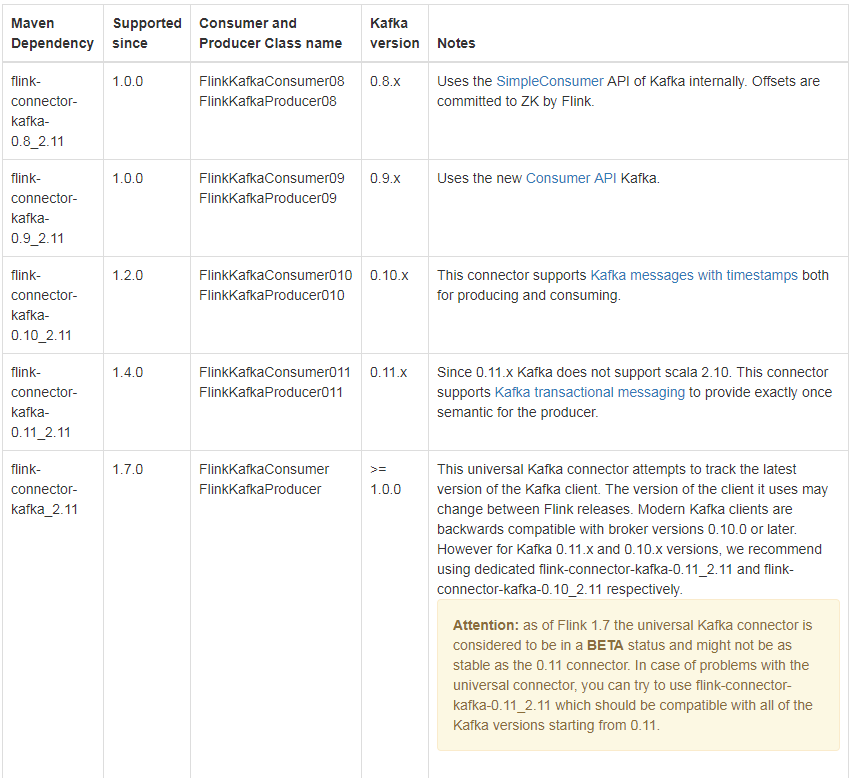 Maven Dependency
Supported since
Consumer and Producer Class name
Kafka version
Notes
flink-
connector-
kafka-
0.8_2.11
1.0.0
FlinkKafkaConsumer08
FlinkKafkaProducer08
0.8.x
Uses the SimpleConsumer API of Kafka internally. Offsets are
committed to ZK by Flink.
flink-
connector-
kafka-
0.9_2.11
1.0.0
FlinkKafkaConsumer09
FlinkKafkaProducer09
0.9.x
Uses the new Consumer API Kafka.
flink-
connector-
kafka-
0.10_2.11
1.2.0
FlinkKafkaConsumer010
FlinkKafkaProducer010
0.10.x
This connector supports Kafka messages with timestamps both
for producing and consuming.
flink-
connector-
kafka-
0.11_2.11
1.4.0
FlinkKafkaConsumer011
FlinkKafkaProducer011
0.11.x
Since 0.11.x Kafka does not support scala 2.10. This connector
supports Kafka transactional messaging to provide exactly once
semantic for the producer.
flink-
connector-
kafka_2.11
1.7.0
FlinkKafkaConsumer
FlinkKafkaProducer
>=
1.0.0
This universal Kafka connector attempts to track the latest
version of the Kafka client. The version of the client it uses may
change between Flink releases. Modern Kafka clients are
backwards compatible with broker versions 0.10.0 or later.
However for Kafka 0.11.x and 0.10.x versions, we recommend
using dedicated flink-connector-kafka-0.11_2.11 and flink-
connector-kafka-0.10_2.11 respectively.
Attention: as of Flink 1.7 the universal Kafka connector is
considered to be in a BETA status and might not be as
stable as the 0.11 connector. In case of problems with the
universal connector, you can try to use flink-connector-
kafka-0.11_2.11 which should be compatible with all of the
Kafka versions starting from 0.11.